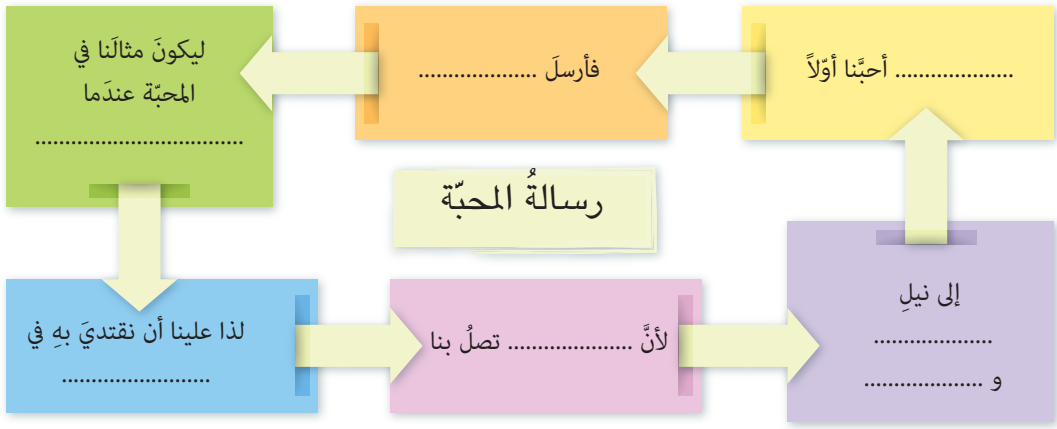 .................... أحبَّنا أوّلاً
فأرسلَ ....................
ليكونَ مثالَنا في
المحبّة عندَما
...................................
رسالةُ المحبّة
لذا علينا أن نقتديَ بهِ في
.........................
لأنَّ ..................... تصلُ بنا
إلى نيلِ
....................
و ....................